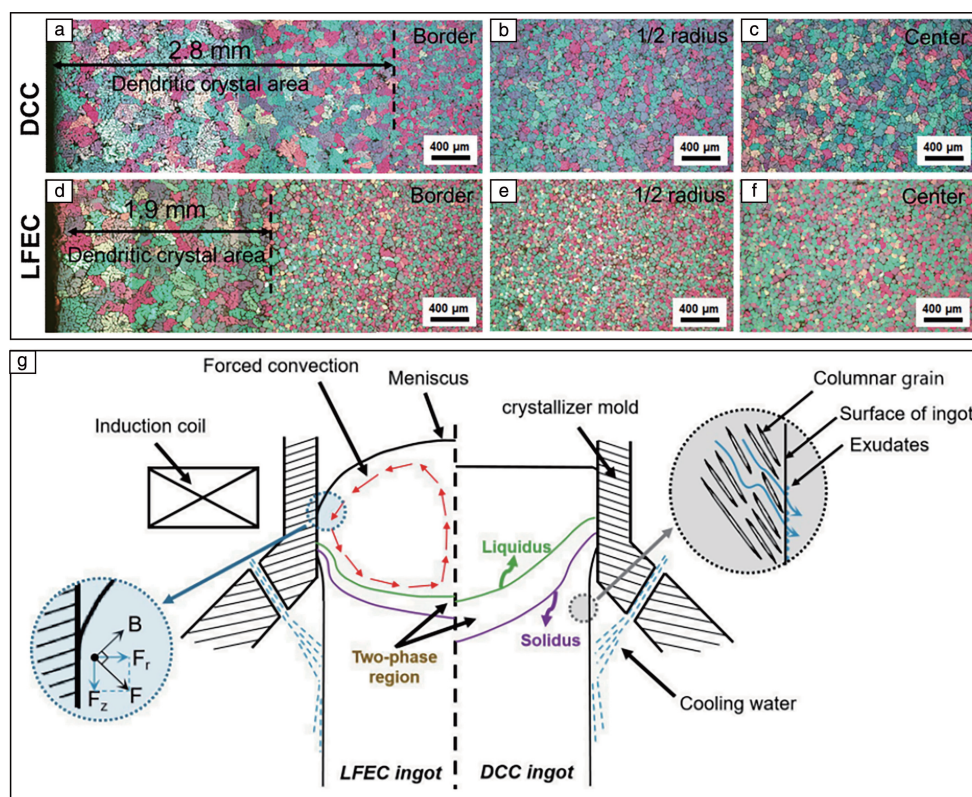 a
2.8 mm
Dendritic crystal area
Border
400 μm
b
1/2 radius
400 μm
c
Center
400 μm
DCC
d
1.9 mm
Dendritic crystal area
Border
400 μm
e
1/2 radius
400 μm
f
Center
400 μm
LFEC
g
Forced convection
Meniscus
Induction coil
crystallizer mold
Columnar grain
Surface of ingot
Exudates
Liquidus
Solidus
Two-phase
region
B
Fr
Fz
F
Cooling water
LFEC ingot
DCC ingot